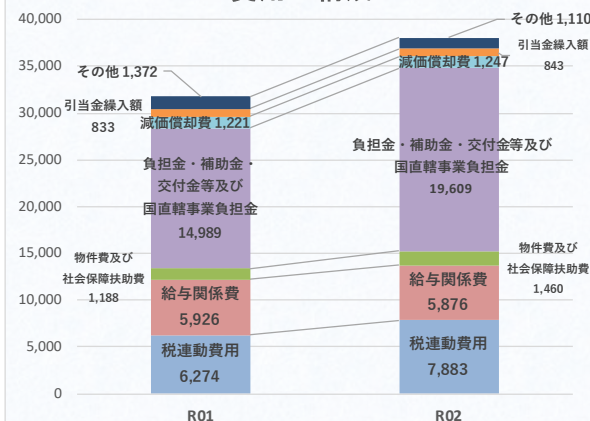 40,000
35,000
30,000
25,000
20,000
15,000
10,000
5,000
0
その他 1,372
引当金繰入額
833
減価償却費 1,221
負担金・補助金・
交付金等及び
国直轄事業負担金
14,989
物件費及び
社会保障扶助費
1,188
給与関係費
5,926
税連動費用
6,274
R01
その他 1,110
引当金繰入額
843
減価償却費 1,247
負担金・補助金・交付金等及び
国直轄事業負担金
19,609
物件費及び
社会保障扶助費
1,460
給与関係費
5,876
税連動費用
7,883
R02